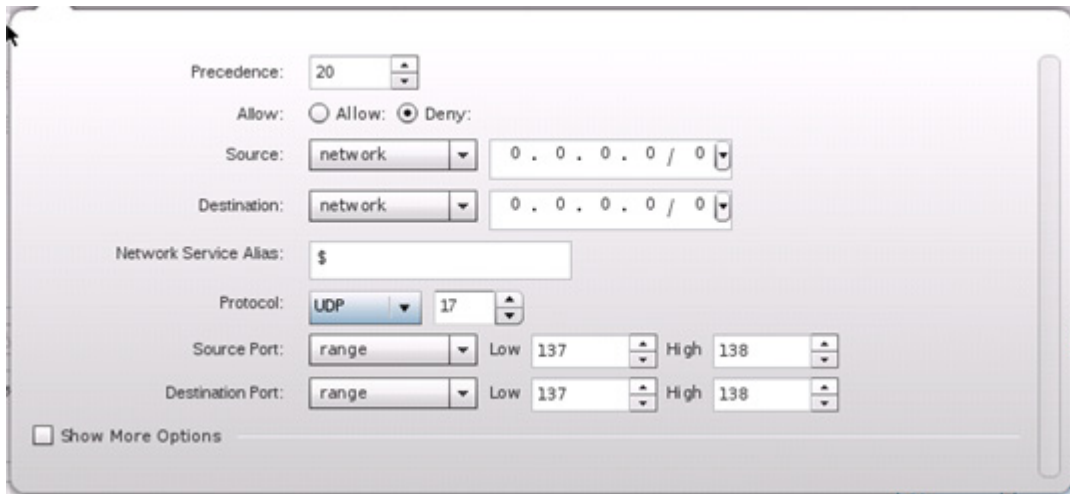 Precedence: 20
Allow: Allow: Deny:
Source: network 0 . 0 . 0 . 0 / 0
Destination: network 0 . 0 . 0 . 0 / 0
Network Service Alias: $
Protocol: UDP 17
Source Port: range Low 137 High 138
Destination Port: range Low 137 High 138
Show More Options